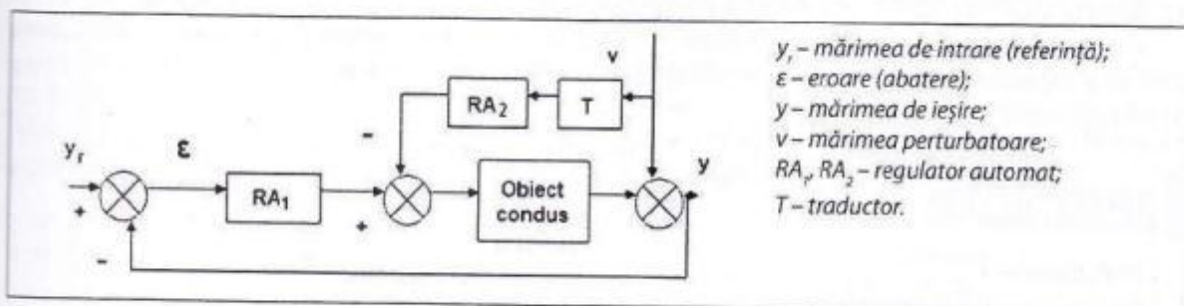 v
RA₂
T
-
yᵣ
ε
RA₁
+
+
Obiect
condus
y
-
yᵣ – mărimea de intrare (referință);
ε – eroare (abatere);
y – mărimea de ieșire;
v – mărimea perturbatoare;
RA₁, RA₂ – regulator automat;
T – traductor.